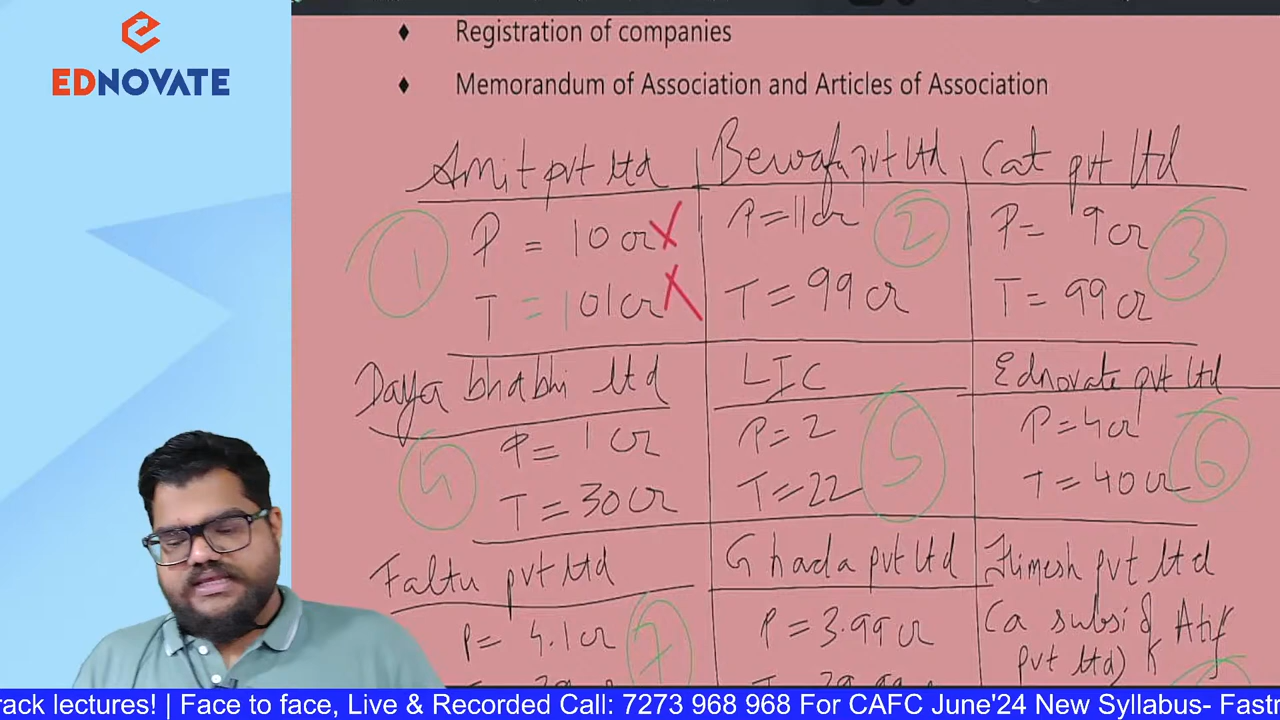 EDNOVATE
♦ Registration of companies
♦ Memorandum of Association and Articles of Association
Amit pvt ltd
Bewafa pvt ltd
Cat pvt ltd
1
P = 10 cr X
T = 101 cr X
P = 11 cr
2
T = 99 cr
P = 9 cr
3
T = 99 cr
Daya bhabhi ltd
LIC
Ednovate pvt ltd
4
P = 1 cr
T = 30 cr
P = 2
5
T = 22
P = 4 cr
6
T = 40 cr
Faltu pvt ltd
Ghada pvt ltd
Himesh pvt ltd
P = 4.1 cr
7
P = 3.99 cr
(a subsi of Atif
pvt ltd)
rack lectures! | Face to face, Live & Recorded Call: 7273 968 968 For CAFC June'24 New Syllabus- Fastr